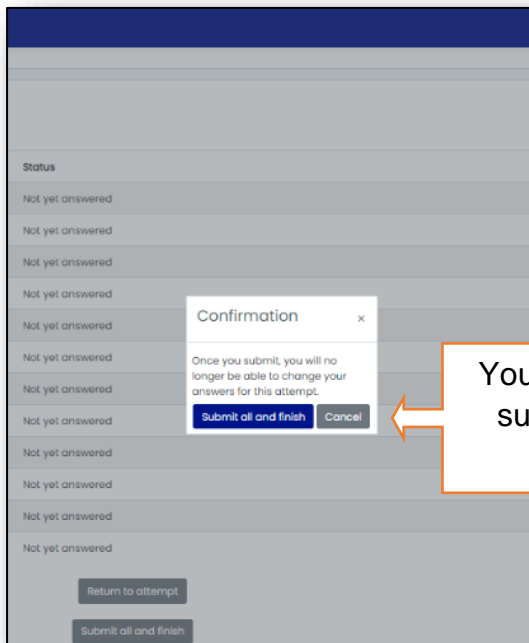 Status
Not yet answered
Not yet answered
Not yet answered
Not yet answered
Not yet answered
Not yet answered
Not yet answered
Not yet answered
Not yet answered
Not yet answered
Not yet answered
Not yet answered
Confirmation ×
Once you submit, you will no
longer be able to change your
answers for this attempt.
Submit all and finish Cancel
You
su
Return to attempt
Submit all and finish